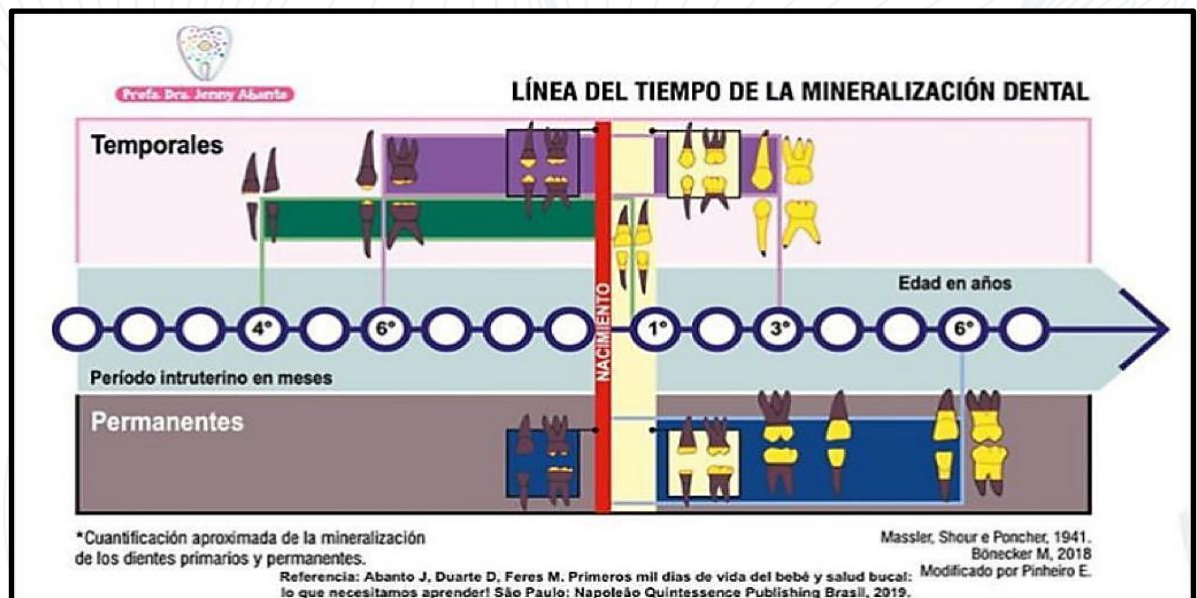 Profa. Dra. Jenny Abanto
LÍNEA DEL TIEMPO DE LA MINERALIZACIÓN DENTAL
Temporales
Edad en años
4° 6° 1° 3° 6°
NACIMIENTO
Período intruterino en meses
Permanentes
*Cuantificación aproximada de la mineralización
de los dientes primarios y permanentes.
Massler, Shour e Poncher, 1941.
Bönecker M, 2018
Modificado por Pinheiro E.
Referencia: Abanto J, Duarte D, Feres M. Primeros mil dias de vida del bebé y salud bucal:
lo que necesitamos aprender! São Paulo: Napoleão Quintessence Publishing Brasil, 2019.